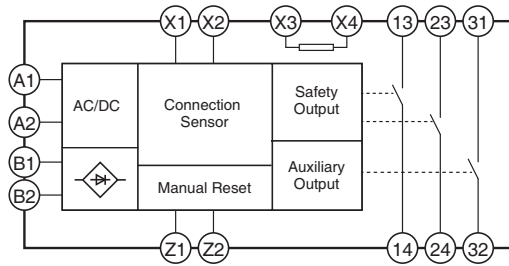 X1 X2 X3 X4 13 23 31
A1
A2
B1
B2
AC/DC
Connection
Sensor
Safety
Output
Manual Reset
Auxiliary
Output
Z1 Z2 14 24 32